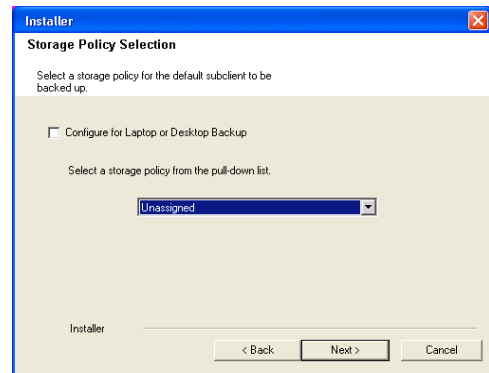 Installer
Storage Policy Selection
Select a storage policy for the default subclient to be
backed up.
Configure for Laptop or Desktop Backup
Select a storage policy from the pull-down list.
Unassigned
Installer
< Back
Next >
Cancel